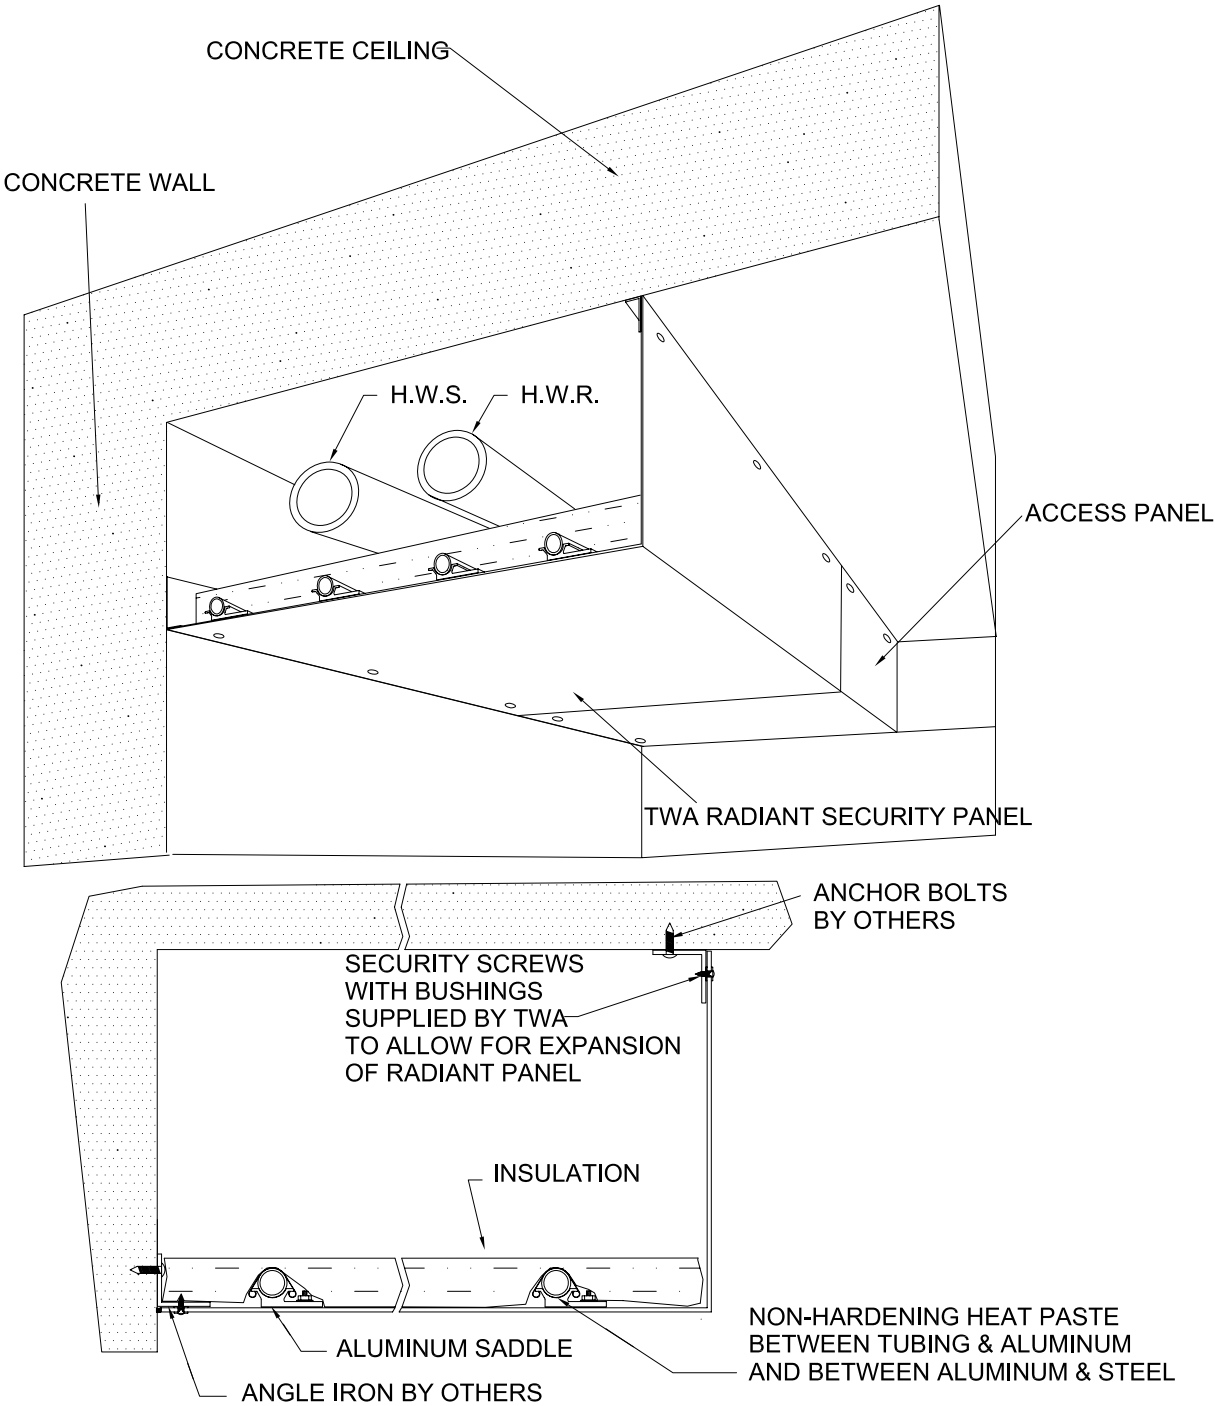 CONCRETE CEILING
CONCRETE WALL
H.W.S.
H.W.R.
ACCESS PANEL
TWA RADIANT SECURITY PANEL
ANCHOR BOLTS
BY OTHERS
SECURITY SCREWS
WITH BUSHINGS
SUPPLIED BY TWA
TO ALLOW FOR EXPANSION
OF RADIANT PANEL
INSULATION
NON-HARDENING HEAT PASTE
BETWEEN TUBING & ALUMINUM
AND BETWEEN ALUMINUM & STEEL
ALUMINUM SADDLE
ANGLE IRON BY OTHERS